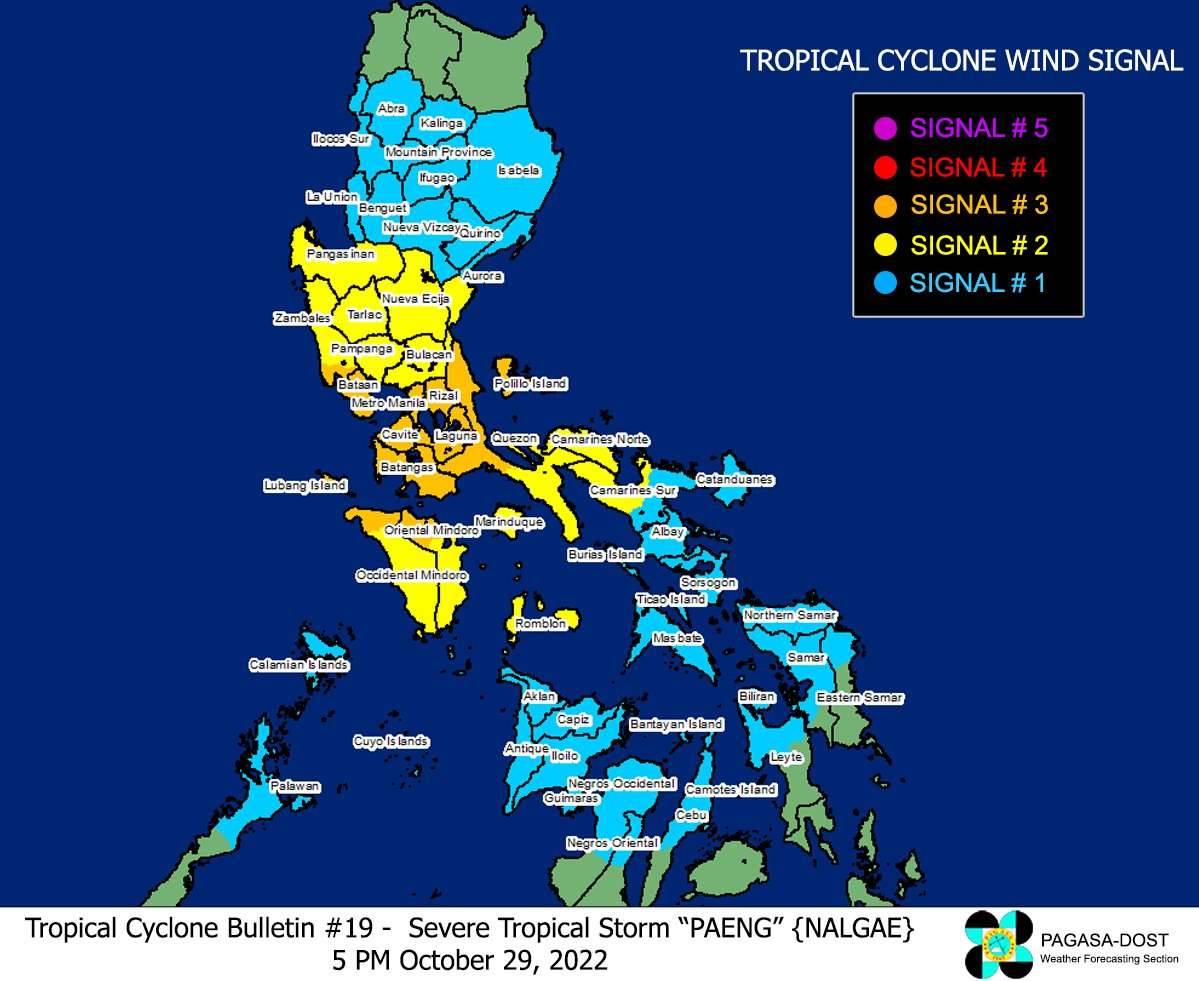 TROPICAL CYCLONE WIND SIGNAL
SIGNAL # 5
SIGNAL # 4
SIGNAL # 3
SIGNAL # 2
SIGNAL # 1
Abra
Kalinga
Ilocos Sur
Mountain Province
Isabela
Ifugao
La Union
Benguet
Nueva Vizcaya
Quirino
Pangasinan
Aurora
Nueva Ecija
Zambales
Tarlac
Pampanga
Bulacan
Bataan
Polillo Island
Metro Manila
Rizal
Cavite
Laguna
Quezon
Camarines Norte
Batangas
Lubang Island
Camarines Sur
Catanduanes
Oriental Mindoro
Marinduque
Albay
Burias Island
Occidental Mindoro
Sorsogon
Ticao Island
Northern Samar
Romblon
Masbate
Calamian Islands
Samar
Aklan
Biliran
Eastern Samar
Capiz
Bantayan Island
Cuyo Islands
Antique
Iloilo
Leyte
Palawan
Negros Occidental
Camotes Island
Guimaras
Cebu
Negros Oriental
Tropical Cyclone Bulletin #19 - Severe Tropical Storm “PAENG” {NALGAE}
5 PM October 29, 2022
PAGASA-DOST
Weather Forecasting Section